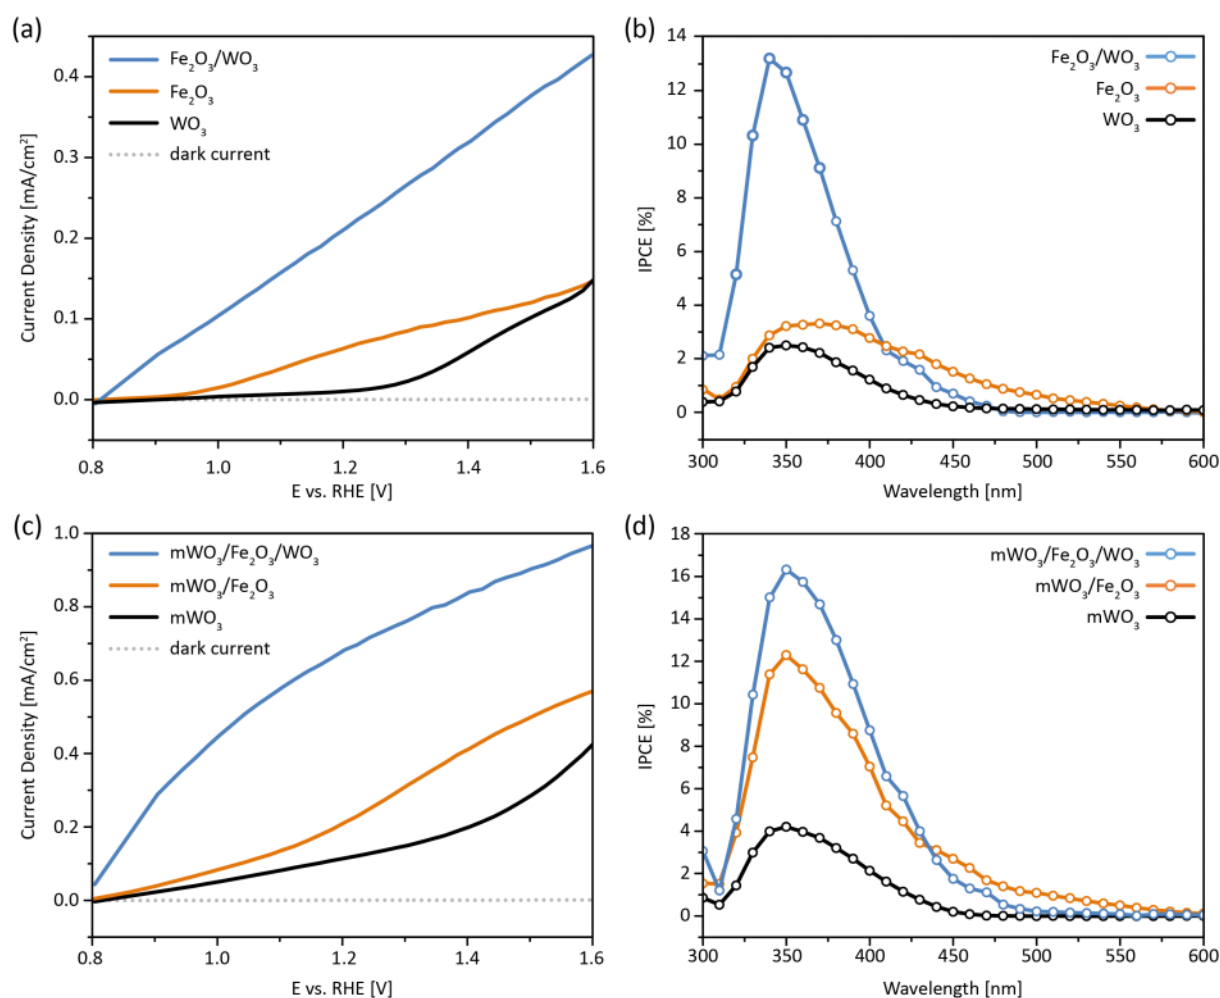 (a)
Fe₂O₃/WO₃
Fe₂O₃
WO₃
dark current
0.4
0.3
0.2
0.1
0.0
Current Density [mA/cm²]
0.8 1.0 1.2 1.4 1.6
E vs. RHE [V]
(b)
Fe₂O₃/WO₃
Fe₂O₃
WO₃
14
12
10
8
6
4
2
0
IPCE [%]
300 350 400 450 500 550 600
Wavelength [nm]
(c)
mWO₃/Fe₂O₃/WO₃
mWO₃/Fe₂O₃
mWO₃
dark current
1.0
0.8
0.6
0.4
0.2
0.0
Current Density [mA/cm²]
0.8 1.0 1.2 1.4 1.6
E vs. RHE [V]
(d)
mWO₃/Fe₂O₃/WO₃
mWO₃/Fe₂O₃
mWO₃
18
16
14
12
10
8
6
4
2
0
IPCE [%]
300 350 400 450 500 550 600
Wavelength [nm]